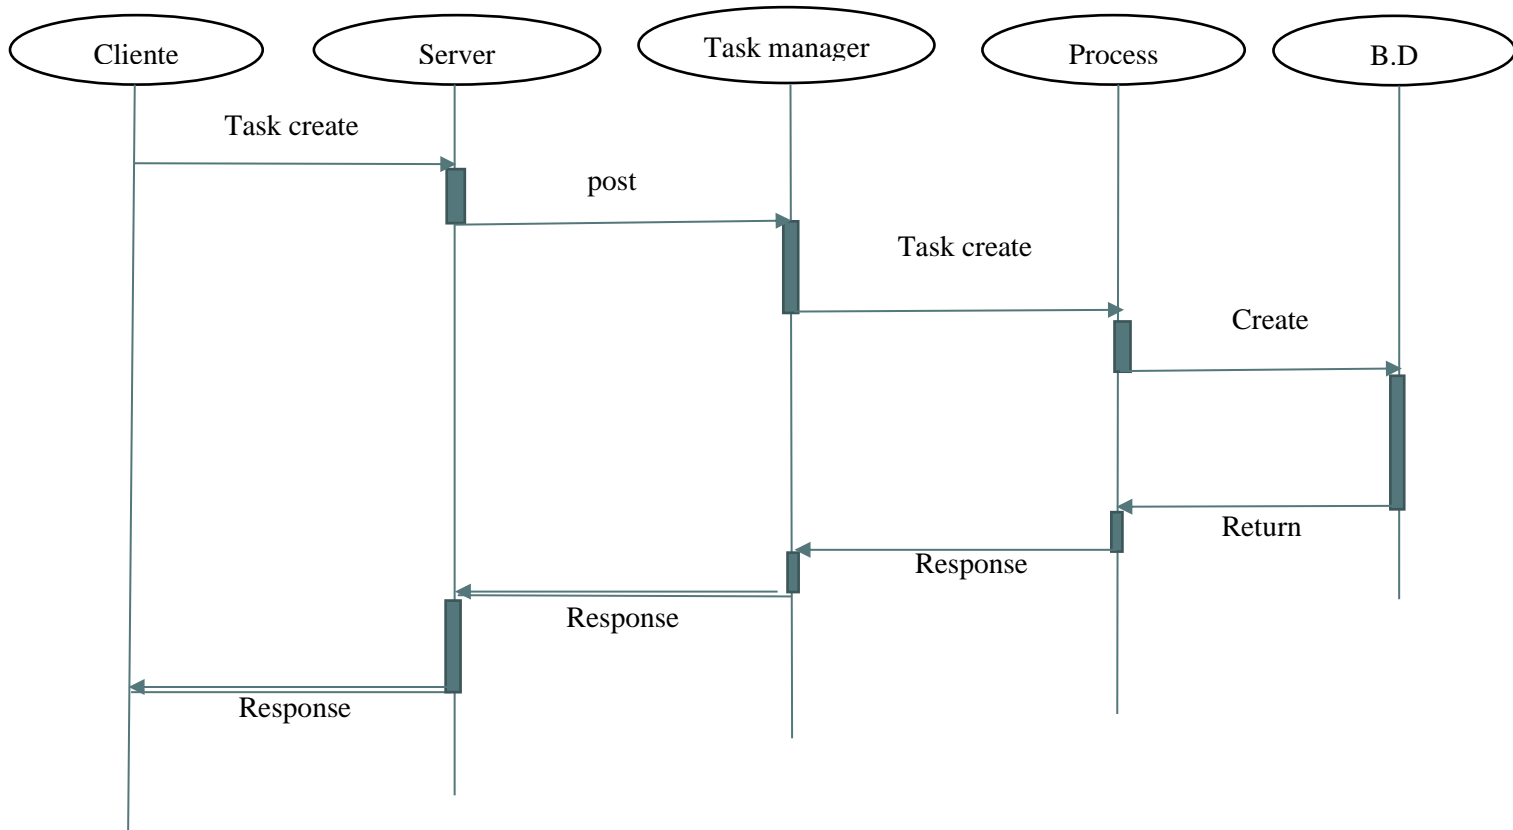 Cliente
Server
Task manager
Process
B.D
Task create
post
Task create
Create
Return
Response
Response
Response